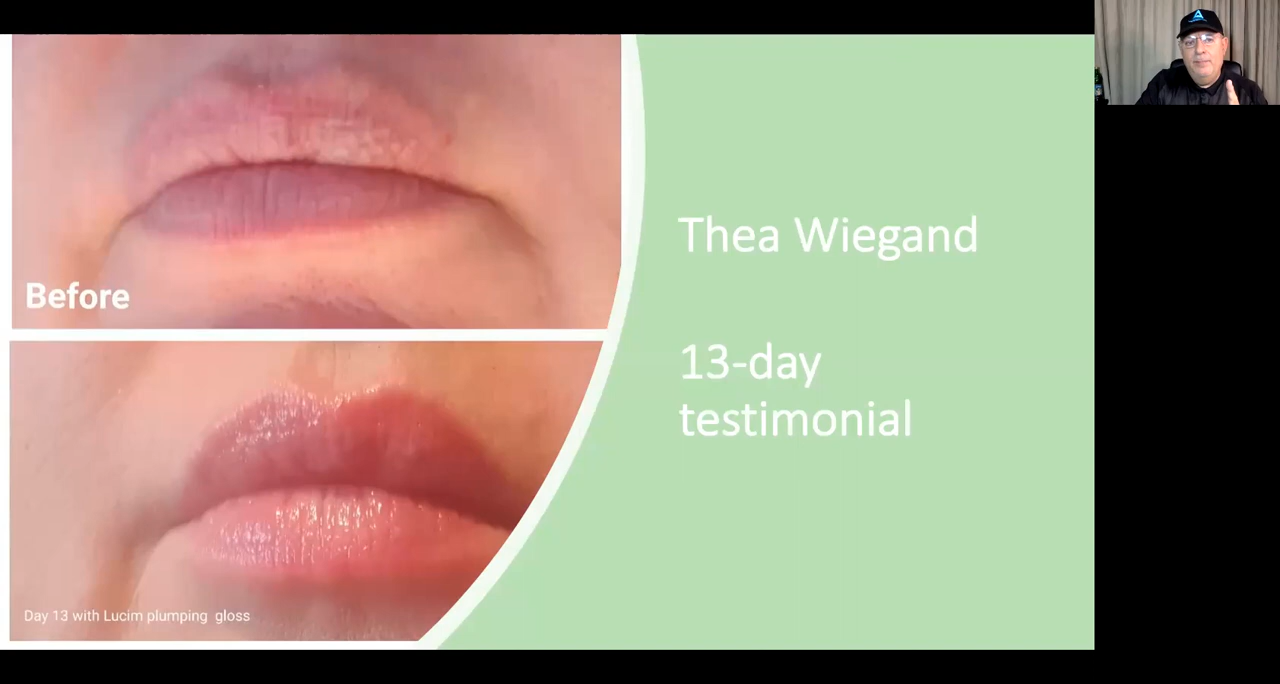 Before
Day 13 with Lucim plumping gloss
Thea Wiegand
13-day
testimonial